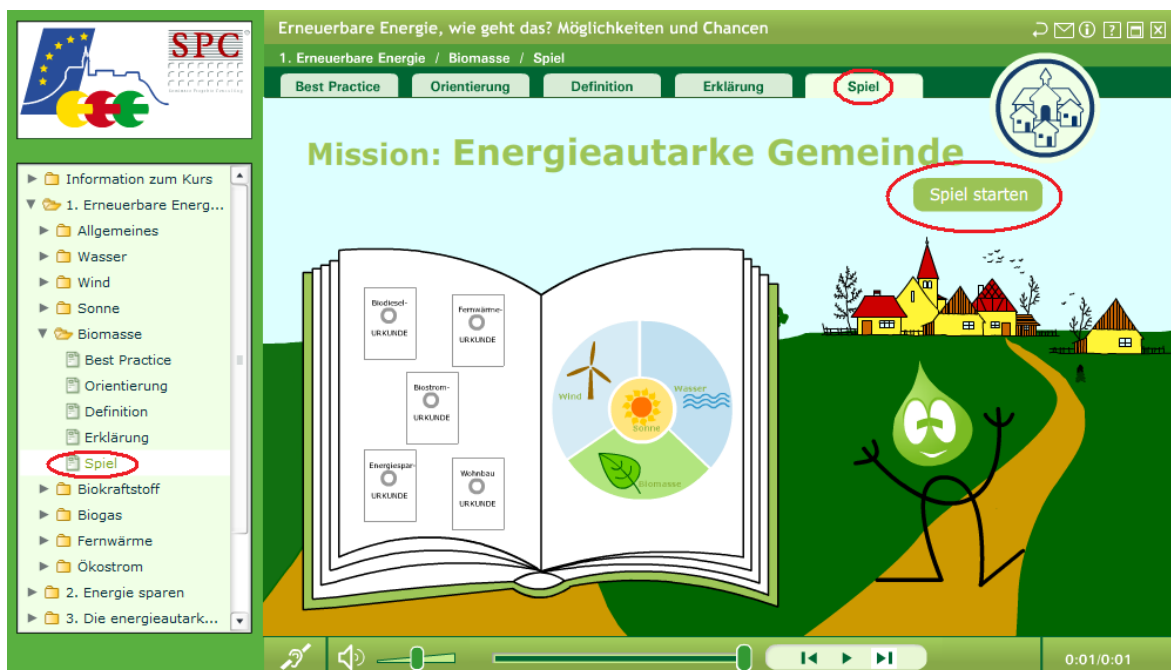 SPC
Erneuerbare Energie, wie geht das? Möglichkeiten und Chancen
1. Erneuerbare Energie / Biomasse / Spiel
Best Practice
Orientierung
Definition
Erklärung
Spiel
Information zum Kurs
1. Erneuerbare Energ...
Allgemeines
Wasser
Wind
Sonne
Biomasse
Best Practice
Orientierung
Definition
Erklärung
Spiel
Biokraftstoff
Biogas
Fernwärme
Ökostrom
2. Energie sparen
3. Die energieautark...
Mission: Energieautarke Gemeinde
Spiel starten
Biodiesel-
URKUNDE
Fernwärme-
URKUNDE
Biostrom-
URKUNDE
Energiespar-
URKUNDE
Wohnbau
URKUNDE
Wind
Wasser
Sonne
Biomasse
0:01/0:01